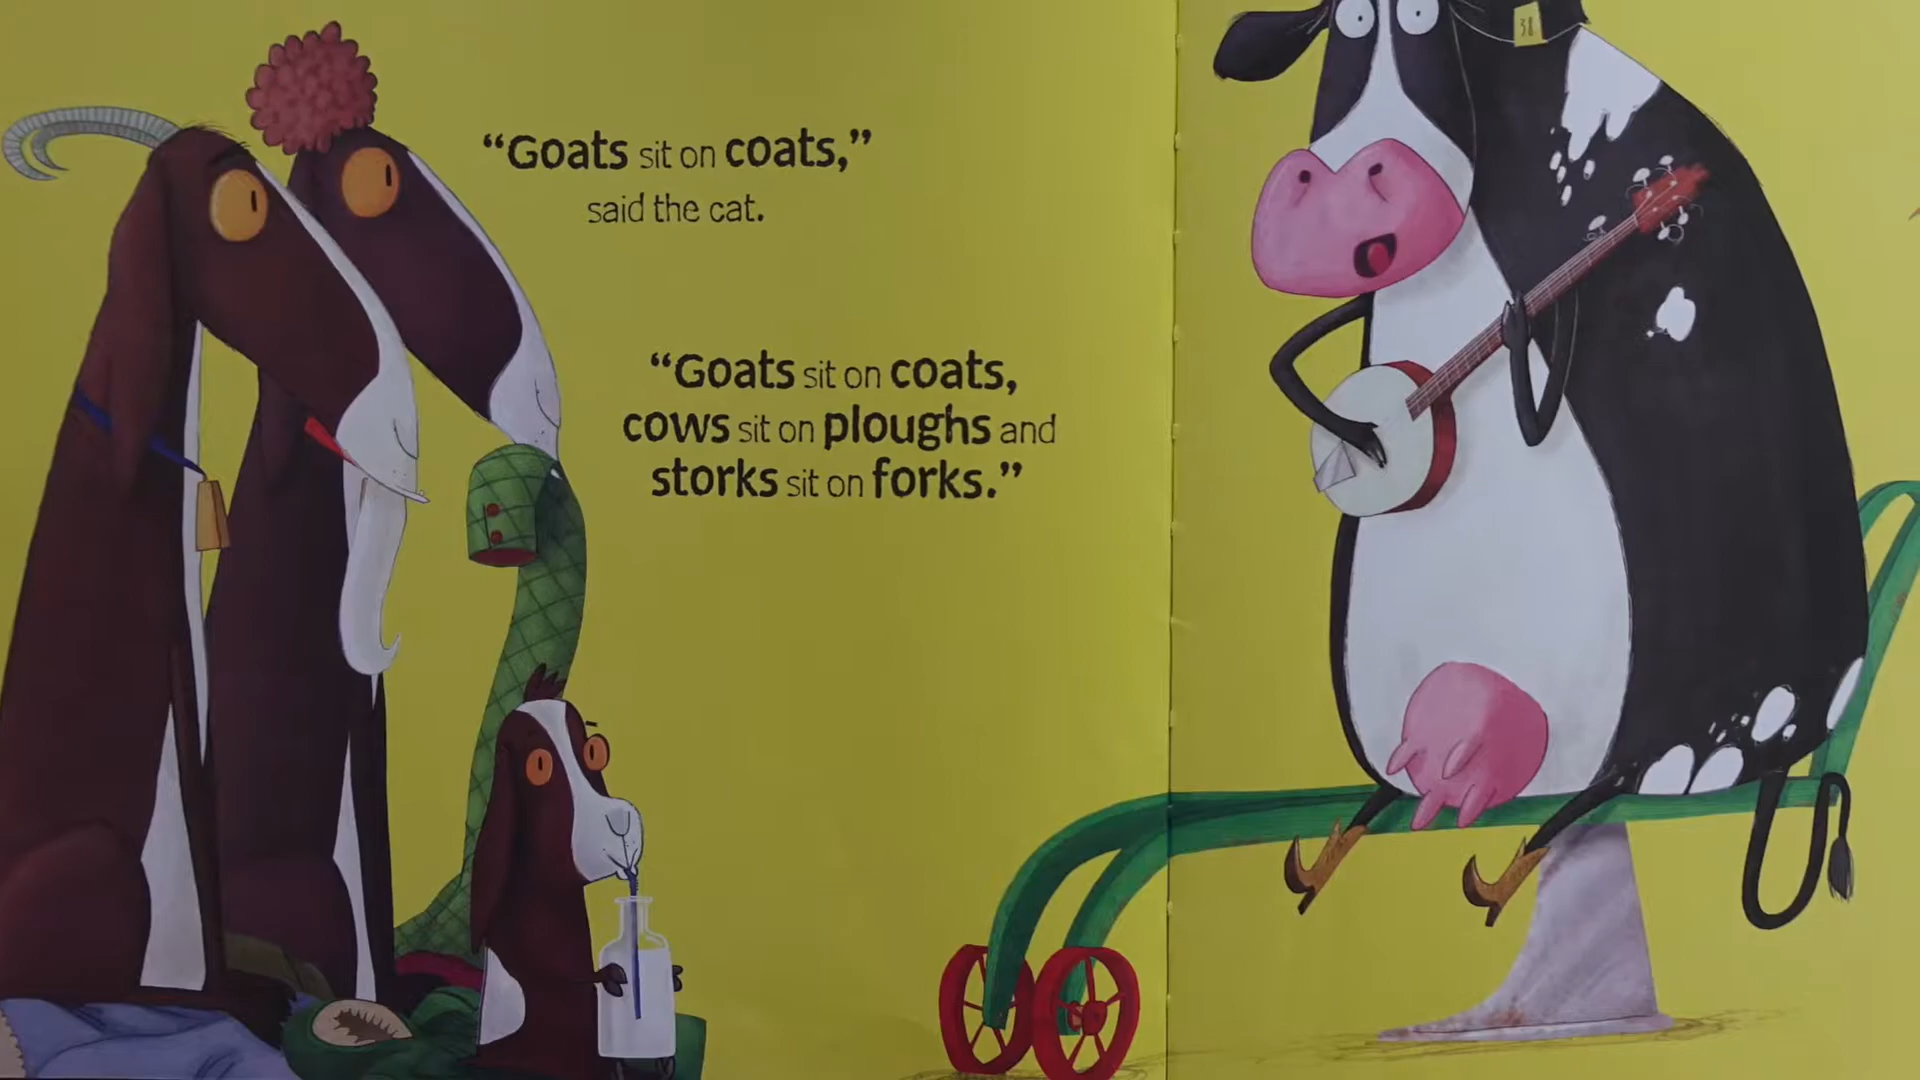 “Goats sit on coats,”
said the cat.
“Goats sit on coats,
cows sit on ploughs and
storks sit on forks.”
38